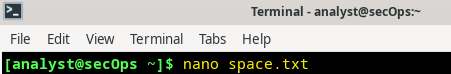 Terminal - analyst@secOps:~
File Edit View Terminal Tabs Help
[analyst@secOps ~]$ nano space.txt